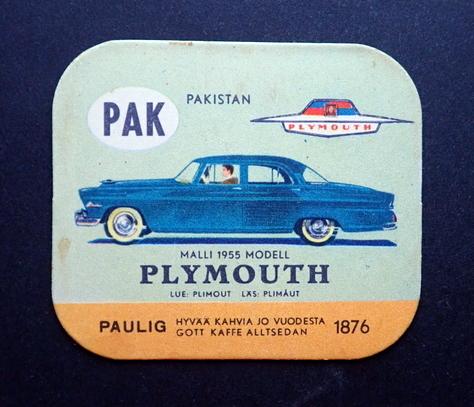 PAK
PAKISTAN
PLYMOUTH
MALLI 1955 MODELL
PLYMOUTH
LUE: PLIMOUT LÄS: PLIMÅUT
PAULIG
HYVÄÄ KAHVIA JO VUODESTA
GOTT KAFFE ALLTSEDAN
1876